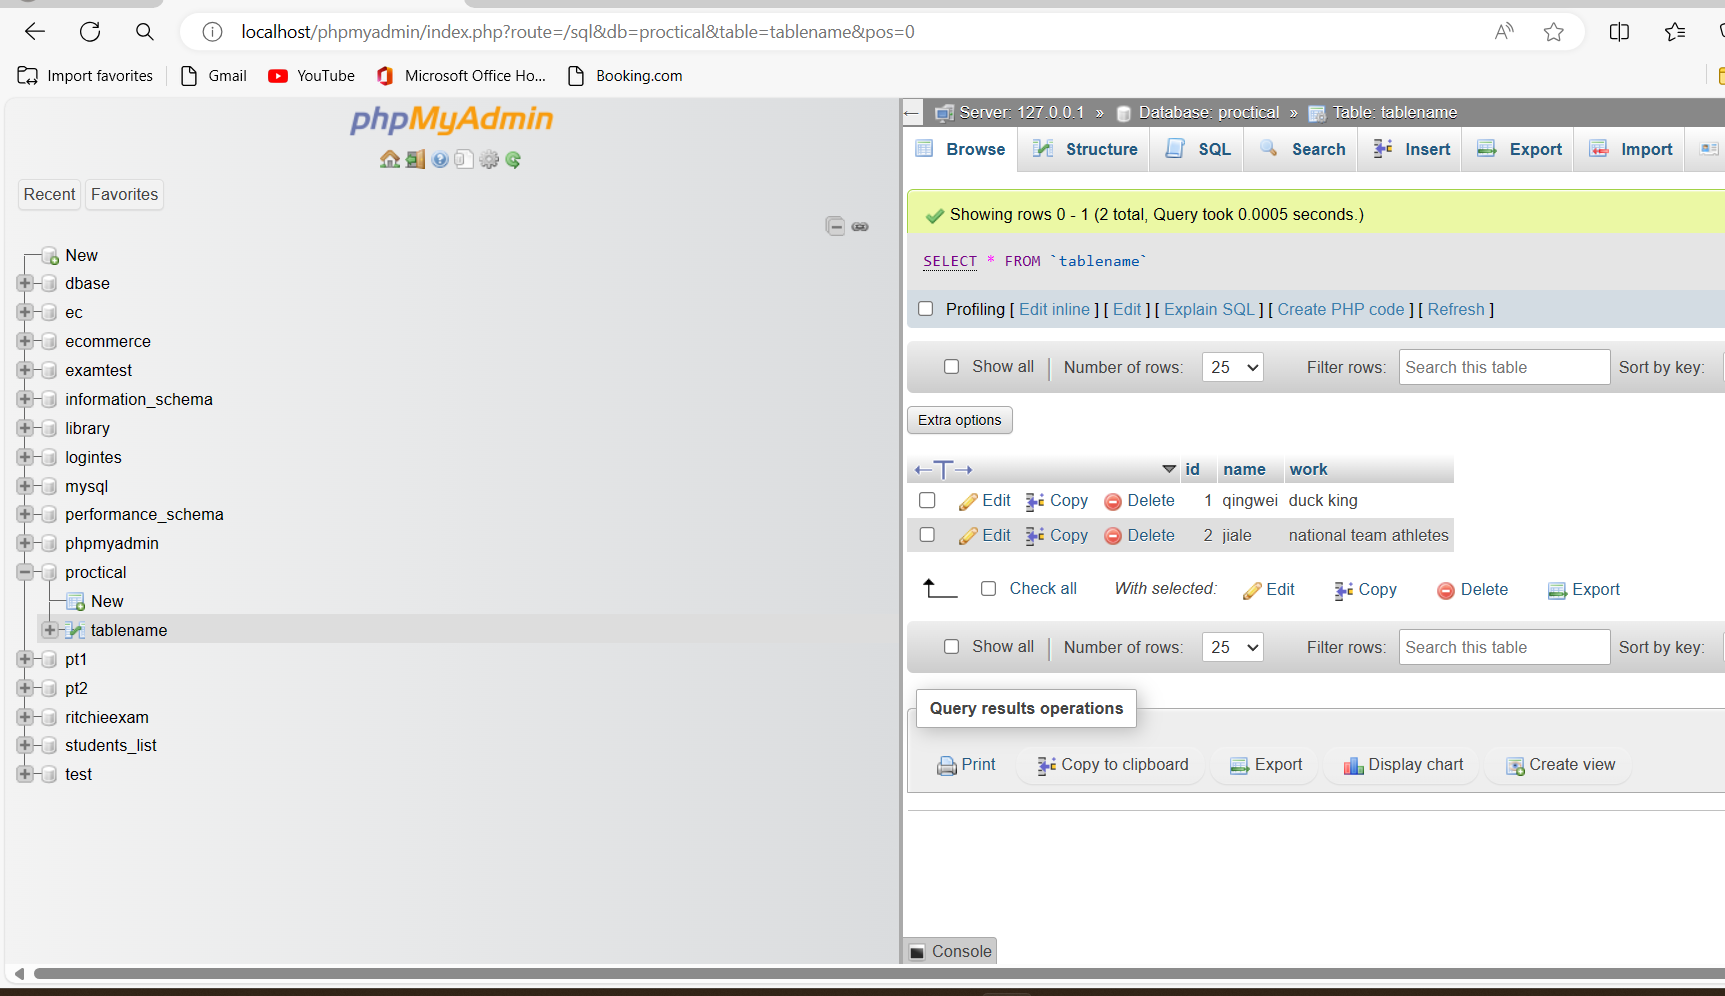 localhost/phpmyadmin/index.php?route=/sql&db=proctical&table=tablename&pos=0
Import favorites
Gmail
YouTube
Microsoft Office Ho...
Booking.com
phpMyAdmin
Recent
Favorites
New
dbase
ec
ecommerce
examtest
information_schema
library
logintes
mysql
performance_schema
phpmyadmin
proctical
New
tablename
pt1
pt2
ritchieexam
students_list
test
Server: 127.0.0.1 » Database: proctical » Table: tablename
Browse Structure SQL Search Insert Export Import
Showing rows 0 - 1 (2 total, Query took 0.0005 seconds.)
SELECT * FROM `tablename`
Profiling [ Edit inline ] [ Edit ] [ Explain SQL ] [ Create PHP code ] [ Refresh ]
Show all Number of rows: 25 Filter rows: Search this table Sort by key:
Extra options
id name work
Edit Copy Delete 1 qingwei duck king
Edit Copy Delete 2 jiale national team athletes
Check all With selected: Edit Copy Delete Export
Show all Number of rows: 25 Filter rows: Search this table Sort by key:
Query results operations
Print Copy to clipboard Export Display chart Create view
Console